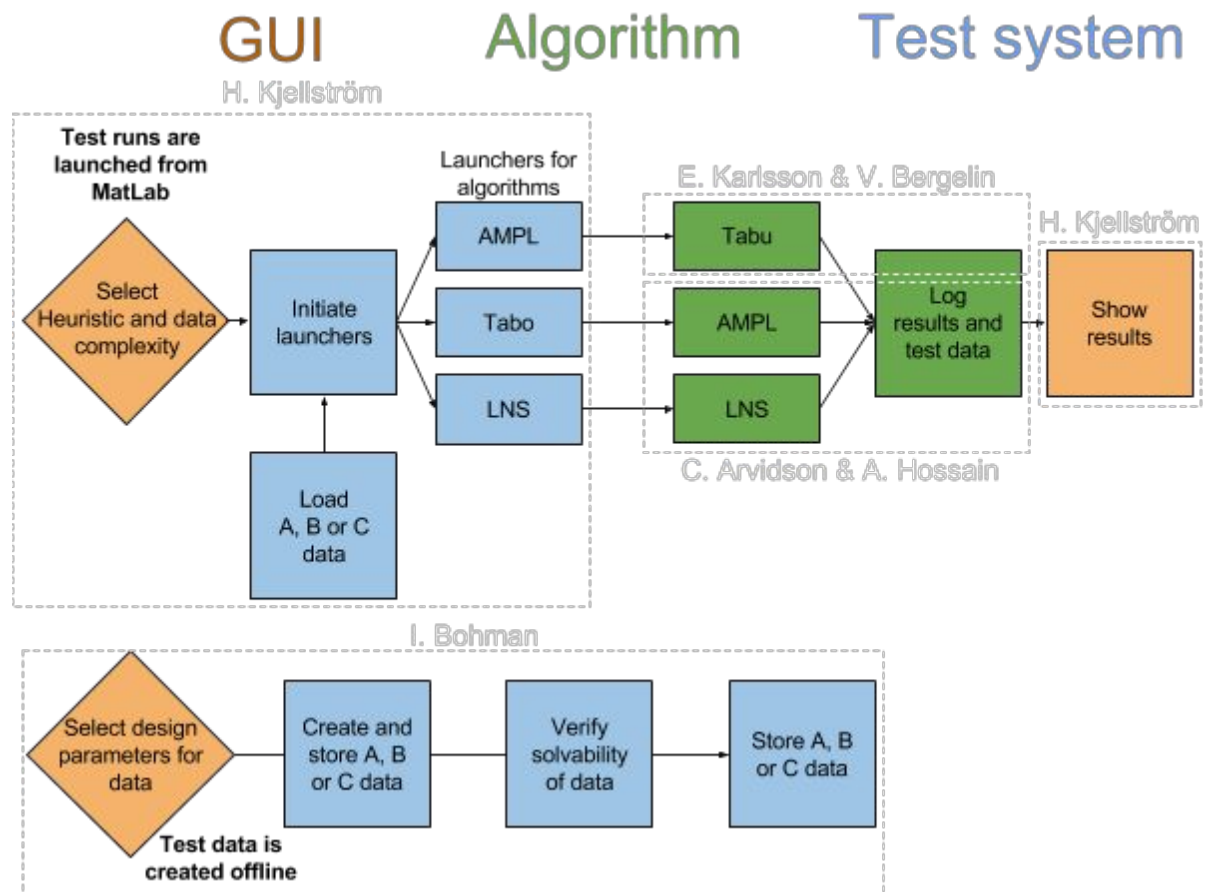 GUI
Algorithm
Test system
H. Kjellström
Test runs are
launched from
MatLab
Select
Heuristic and data
complexity
Initiate
launchers
Load
A, B or C
data
Launchers for
algorithms
AMPL
Tabo
LNS
E. Karlsson & V. Bergelin
Tabu
AMPL
LNS
C. Arvidson & A. Hossain
Log
results and
test data
H. Kjellström
Show
results
I. Bohman
Select design
parameters for
data
Test data is
created offline
Create and
store A, B
or C data
Verify
solvability
of data
Store A, B
or C data